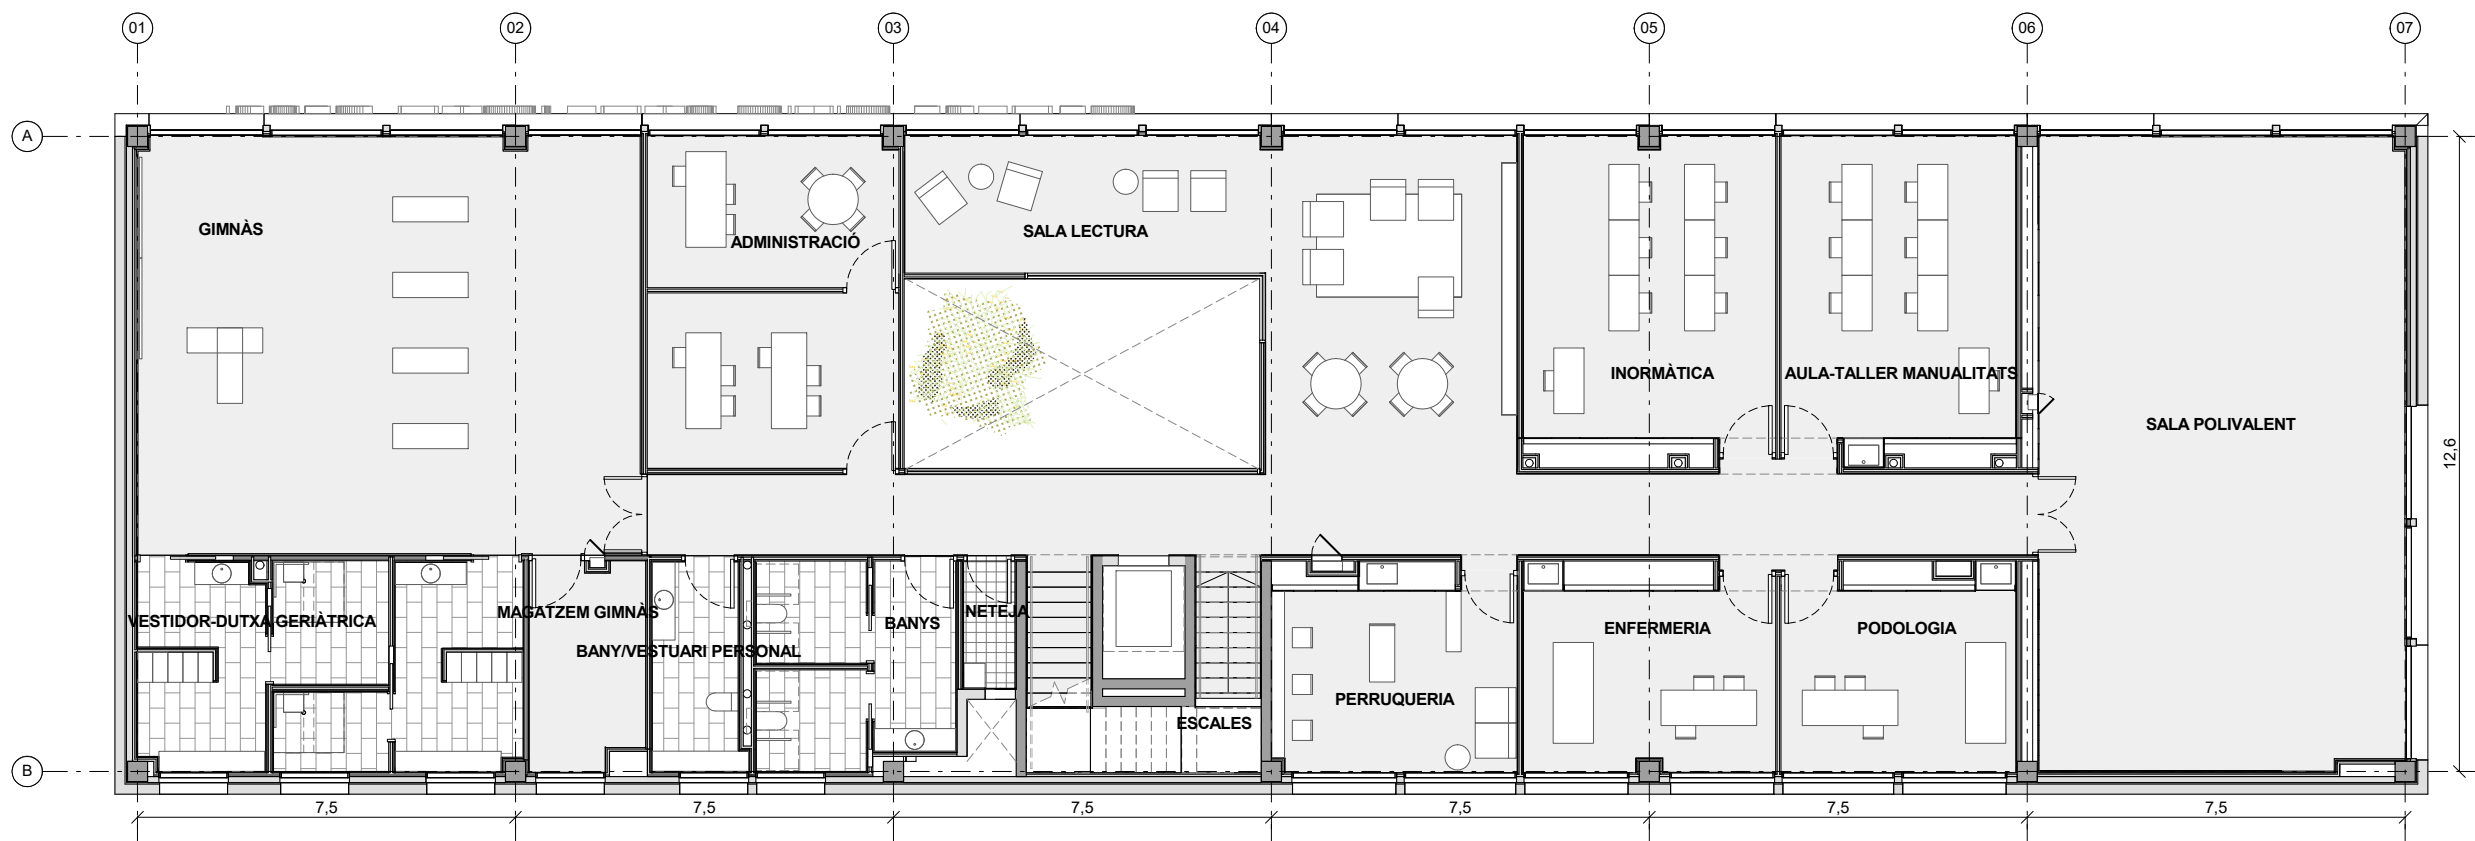 01 02 03 04 05 06 07
A
GIMNÀS
ADMINISTRACIÓ
SALA LECTURA
INORMÀTICA
AULA-TALLER MANUALITATS
SALA POLIVALENT
12,6
VESTIDOR-DUTXA GERIÀTRICA
MAGATZEM GIMNÀS
BANY/VESTUARI PERSONAL
BANYS
NETEJA
ESCALES
PERRUQUERIA
ENFERMERIA
PODOLOGIA
B
7,5 7,5 7,5 7,5 7,5 7,5